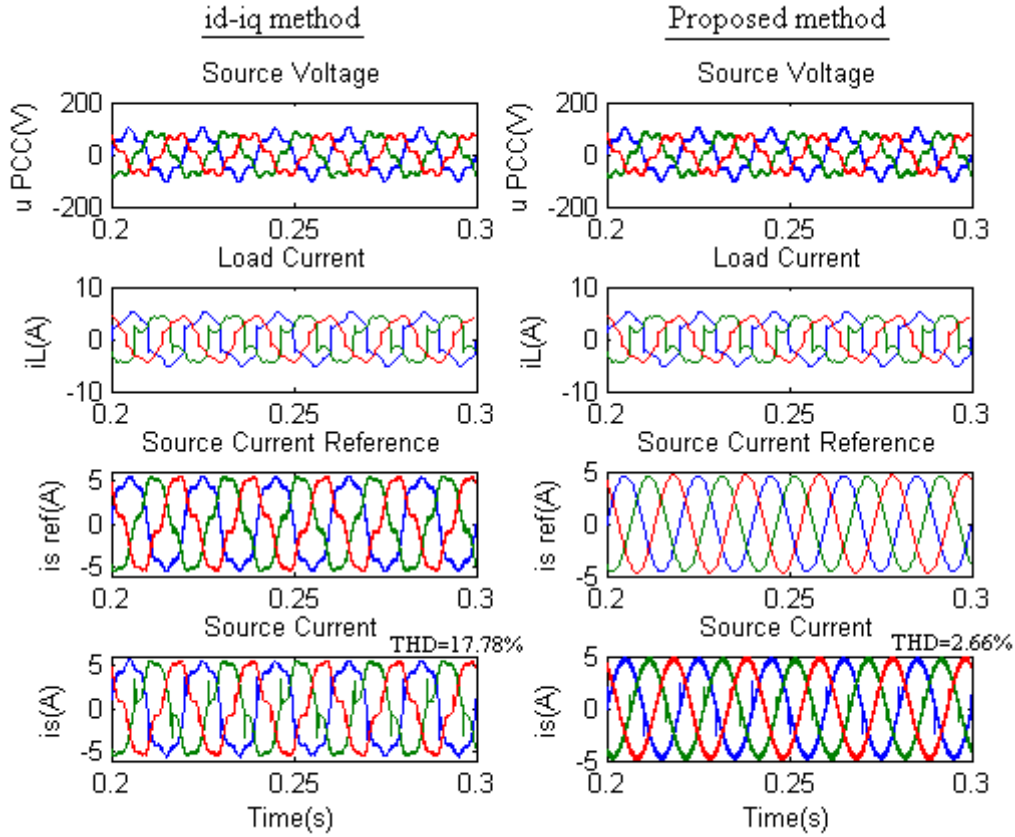 id-iq method
Source Voltage
u PCC(V)
200
0
-200
0.2
0.25
0.3
Load Current
iL(A)
10
0
-10
0.2
0.25
0.3
Source Current Reference
is ref(A)
5
0
-5
0.2
0.25
0.3
Source Current
THD=17.78%
is(A)
5
0
-5
0.2
0.25
0.3
Time(s)
Proposed method
Source Voltage
u PCC(V)
200
0
-200
0.2
0.25
0.3
Load Current
iL(A)
10
0
-10
0.2
0.25
0.3
Source Current Reference
is ref(A)
5
0
-5
0.2
0.25
0.3
Source Current
THD=2.66%
is(A)
5
0
-5
0.2
0.25
0.3
Time(s)